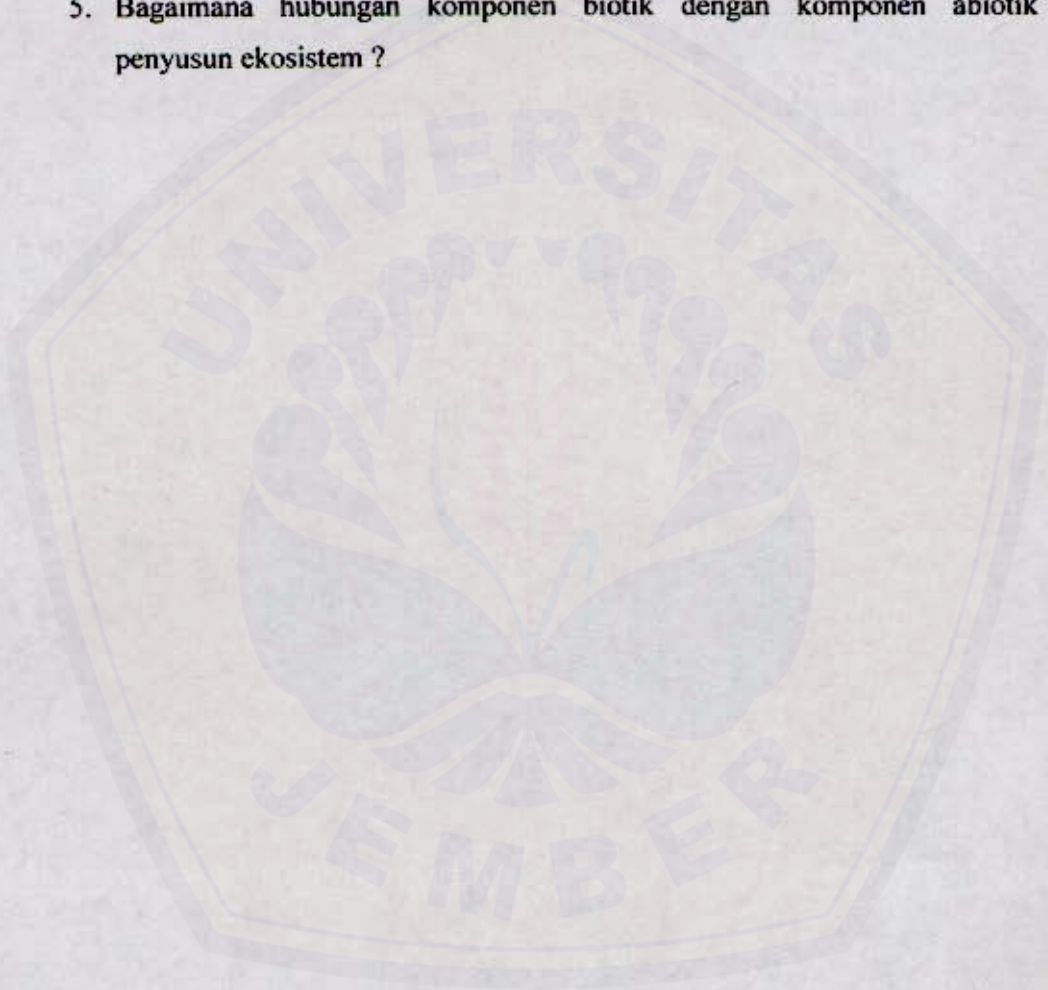 5. Bagaimana hubungan komponen biotik dengan komponen abiotik
penyusun ekosistem ?
UNIVERSITAS
JEMBER